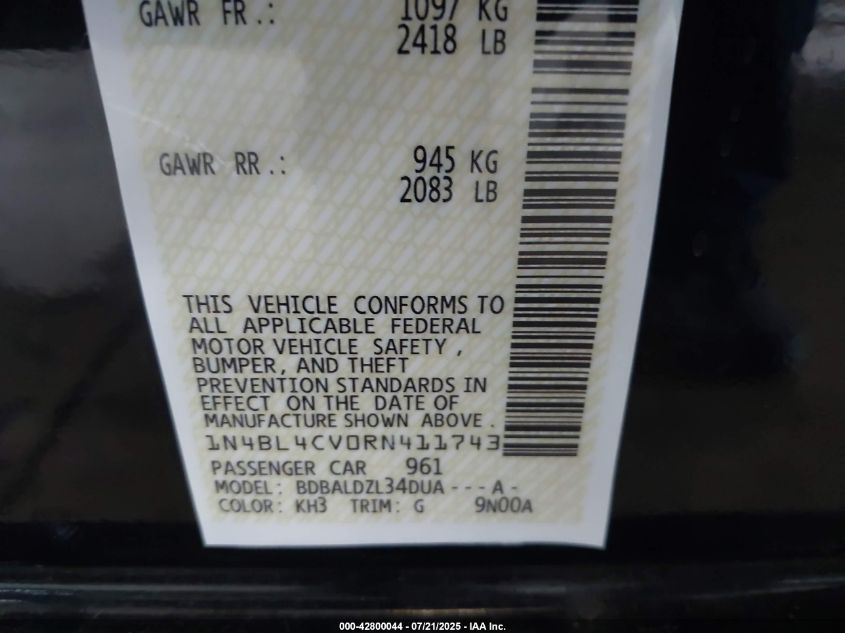 GAWR FR.: 1097 KG
2418 LB
GAWR RR.: 945 KG
2083 LB
THIS VEHICLE CONFORMS TO
ALL APPLICABLE FEDERAL
MOTOR VEHICLE SAFETY,
BUMPER, AND THEFT
PREVENTION STANDARDS IN
EFFECT ON THE DATE OF
MANUFACTURE SHOWN ABOVE.
1N4BL4CV0RN411743
PASSENGER CAR 961
MODEL: BDBALDZL34DUA---A-
COLOR: KH3 TRIM: G 9N00A
000-42800044 - 07/21/2025 - IAA Inc.